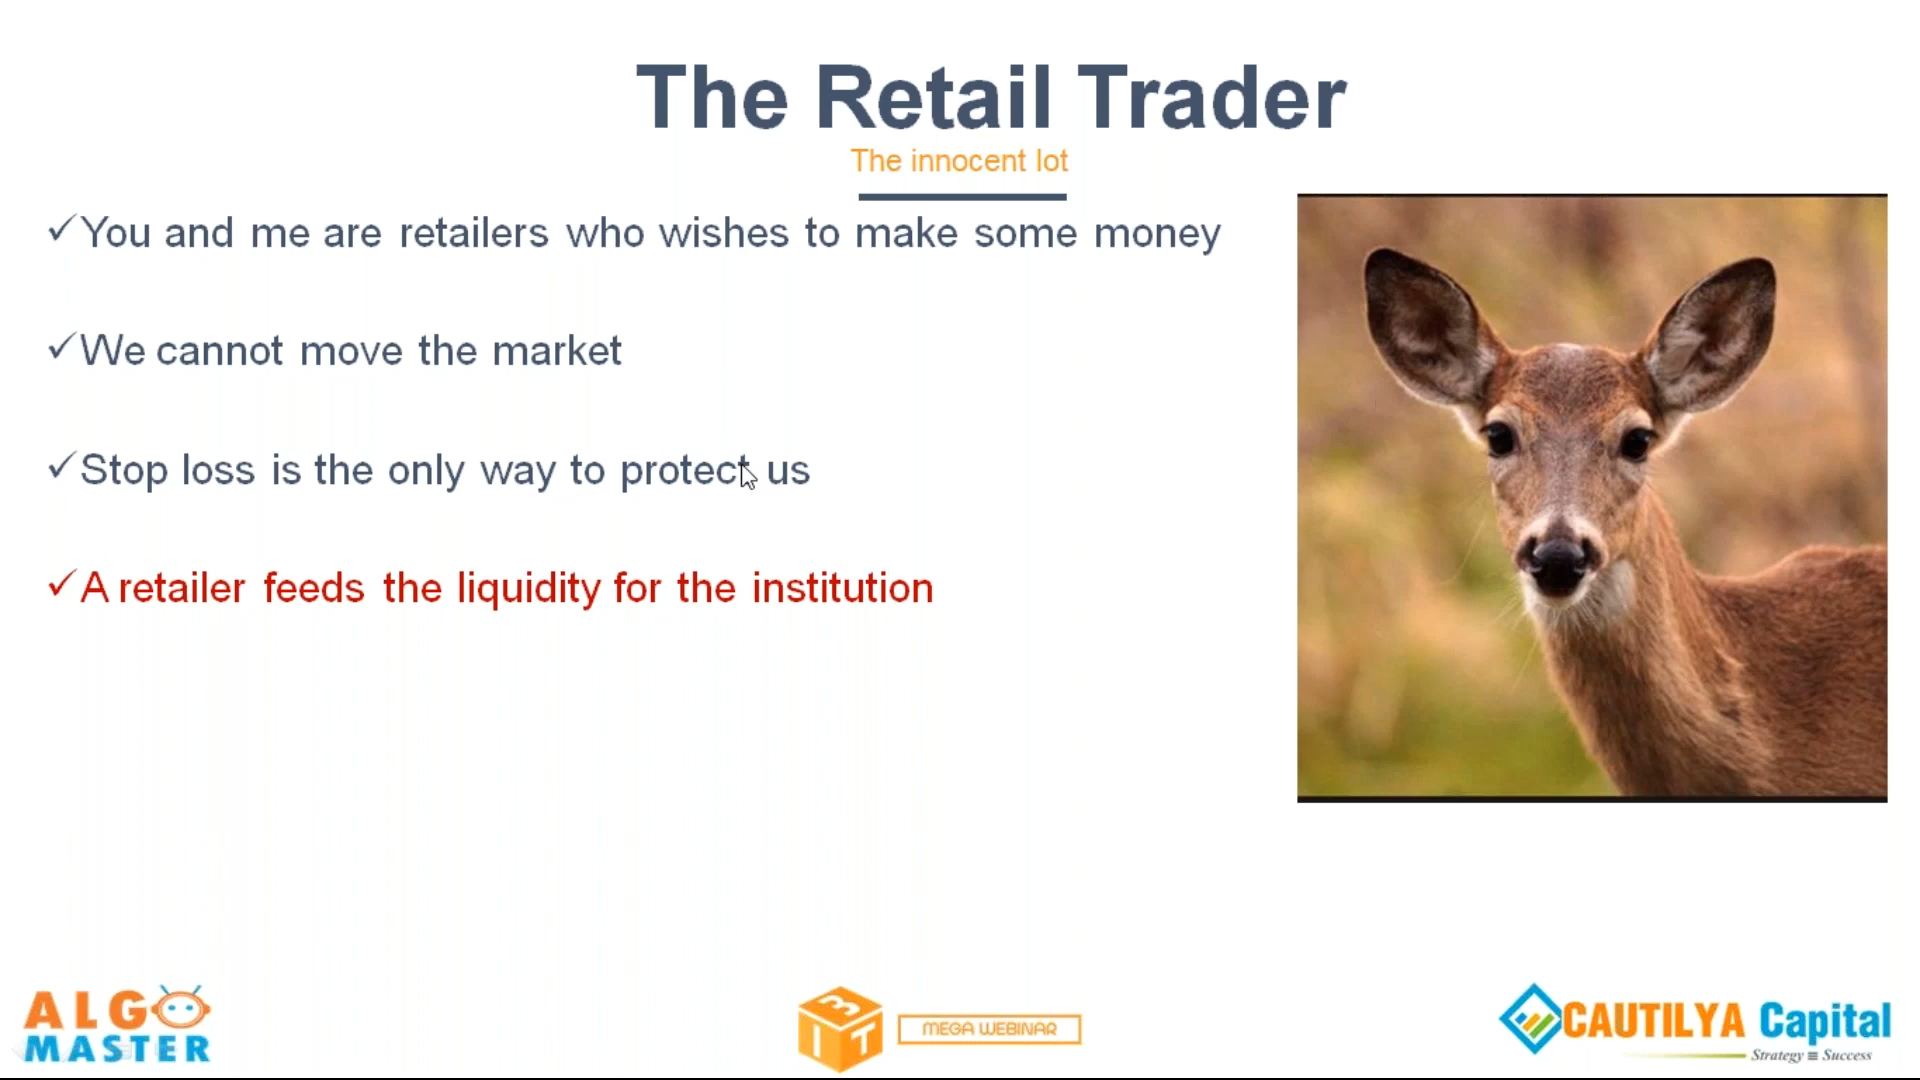 The Retail Trader
The innocent lot
✓You and me are retailers who wishes to make some money
✓We cannot move the market
✓Stop loss is the only way to protect us
✓A retailer feeds the liquidity for the institution
ALGO
MASTER
3
I T
MEGA WEBINAR
CAUTILYA Capital
Strategy ≡ Success